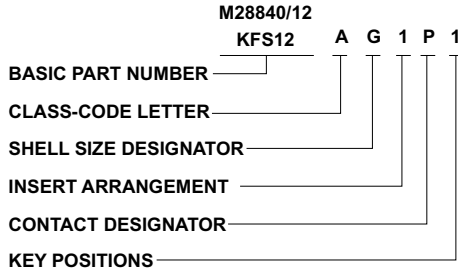 M28840/12
KFS12 A G 1 P 1
BASIC PART NUMBER
CLASS-CODE LETTER
SHELL SIZE DESIGNATOR
INSERT ARRANGEMENT
CONTACT DESIGNATOR
KEY POSITIONS